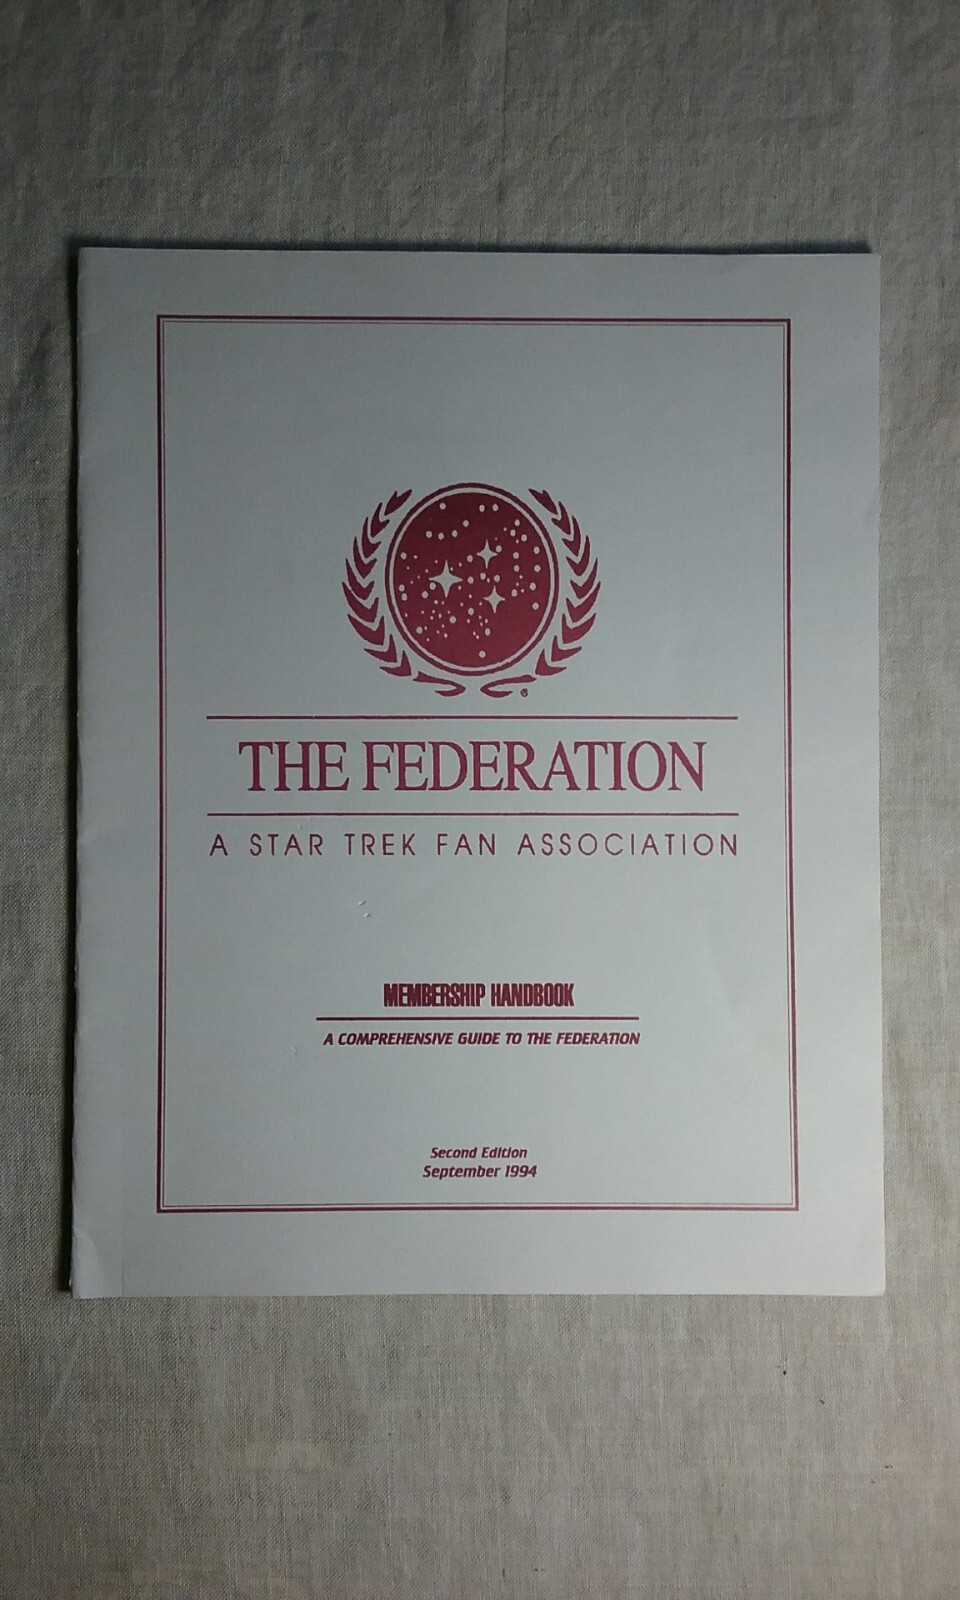 ®
THE FEDERATION
A STAR TREK FAN ASSOCIATION
MEMBERSHIP HANDBOOK
A COMPREHENSIVE GUIDE TO THE FEDERATION
Second Edition
September 1994